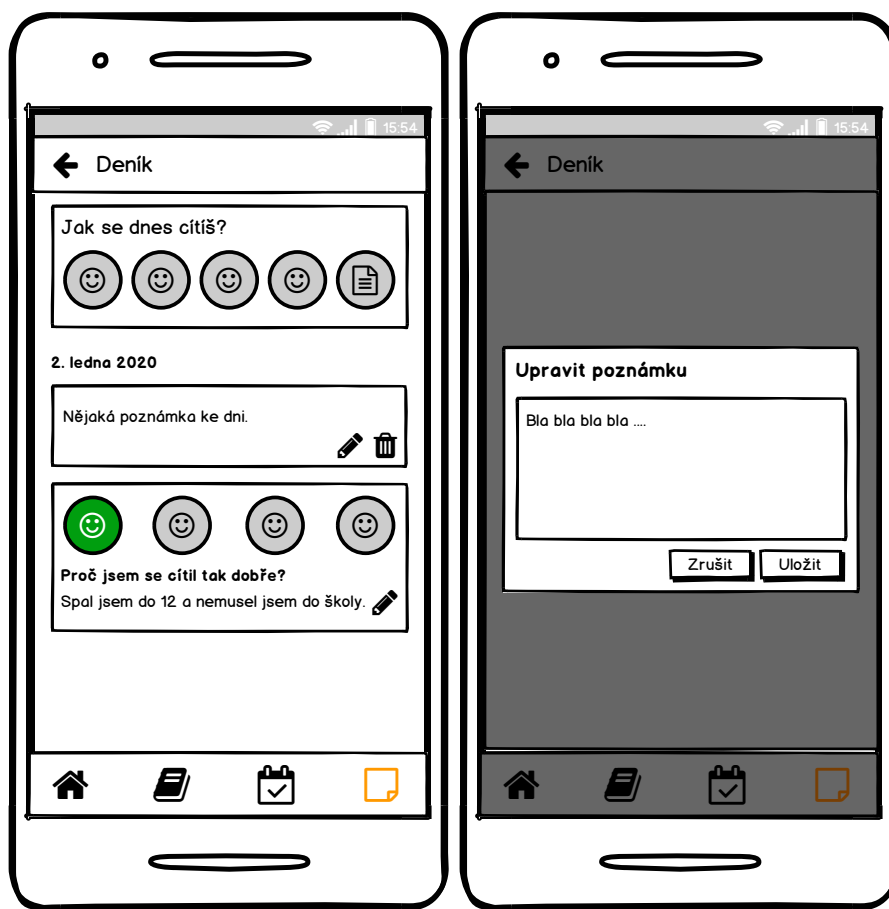 15:54
Deník
Jak se dnes cítíš?
2. ledna 2020
Nějaká poznámka ke dni.
Proč jsem se cítil tak dobře?
Spal jsem do 12 a nemusel jsem do školy.
15:54
Deník
Upravit poznámku
Bla bla bla bla ....
Zrušit
Uložit